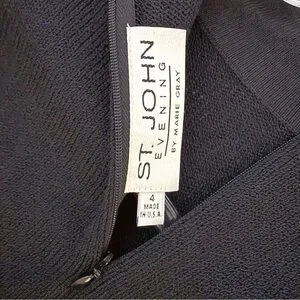 ST. JOHN
EVENING
BY MARIE GRAY
4
MADE
IN U.S.A.